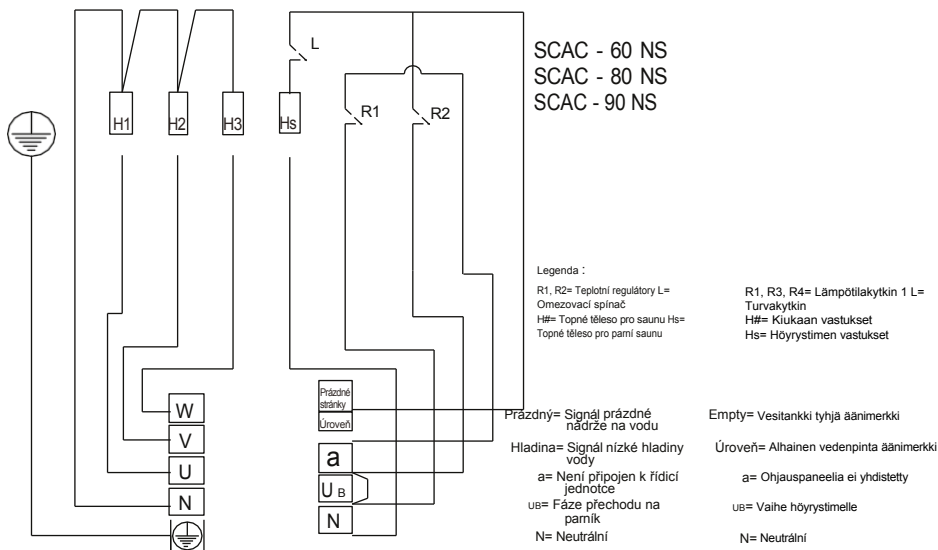 L
SCAC - 60 NS
SCAC - 80 NS
SCAC - 90 NS
H1
H2
H3
Hs
R1
R2
Legenda :
R1, R2= Teplotní regulátory L=
Omezovací spínač
H#= Topné těleso pro saunu Hs=
Topné těleso pro parní saunu
R1, R3, R4= Lämpötilakytkin 1 L=
Turvakytkin
H#= Kiukaan vastukset
Hs= Höyrystimen vastukset
W
V
U
N
Prázdné
stránky
Úroveň
a
U B
N
Prázdný= Signál prázdné
nádrže na vodu
Hladina= Signál nízké hladiny
vody
a= Není připojen k řídicí
jednotce
UB= Fáze přechodu na
parník
N= Neutrální
Empty= Vesitankki tyhjä äänimerkki
Úroveň= Alhainen vedenpinta äänimerkki
a= Ohjauspaneelia ei yhdistetty
UB= Vaihe höyrystimelle
N= Neutrální